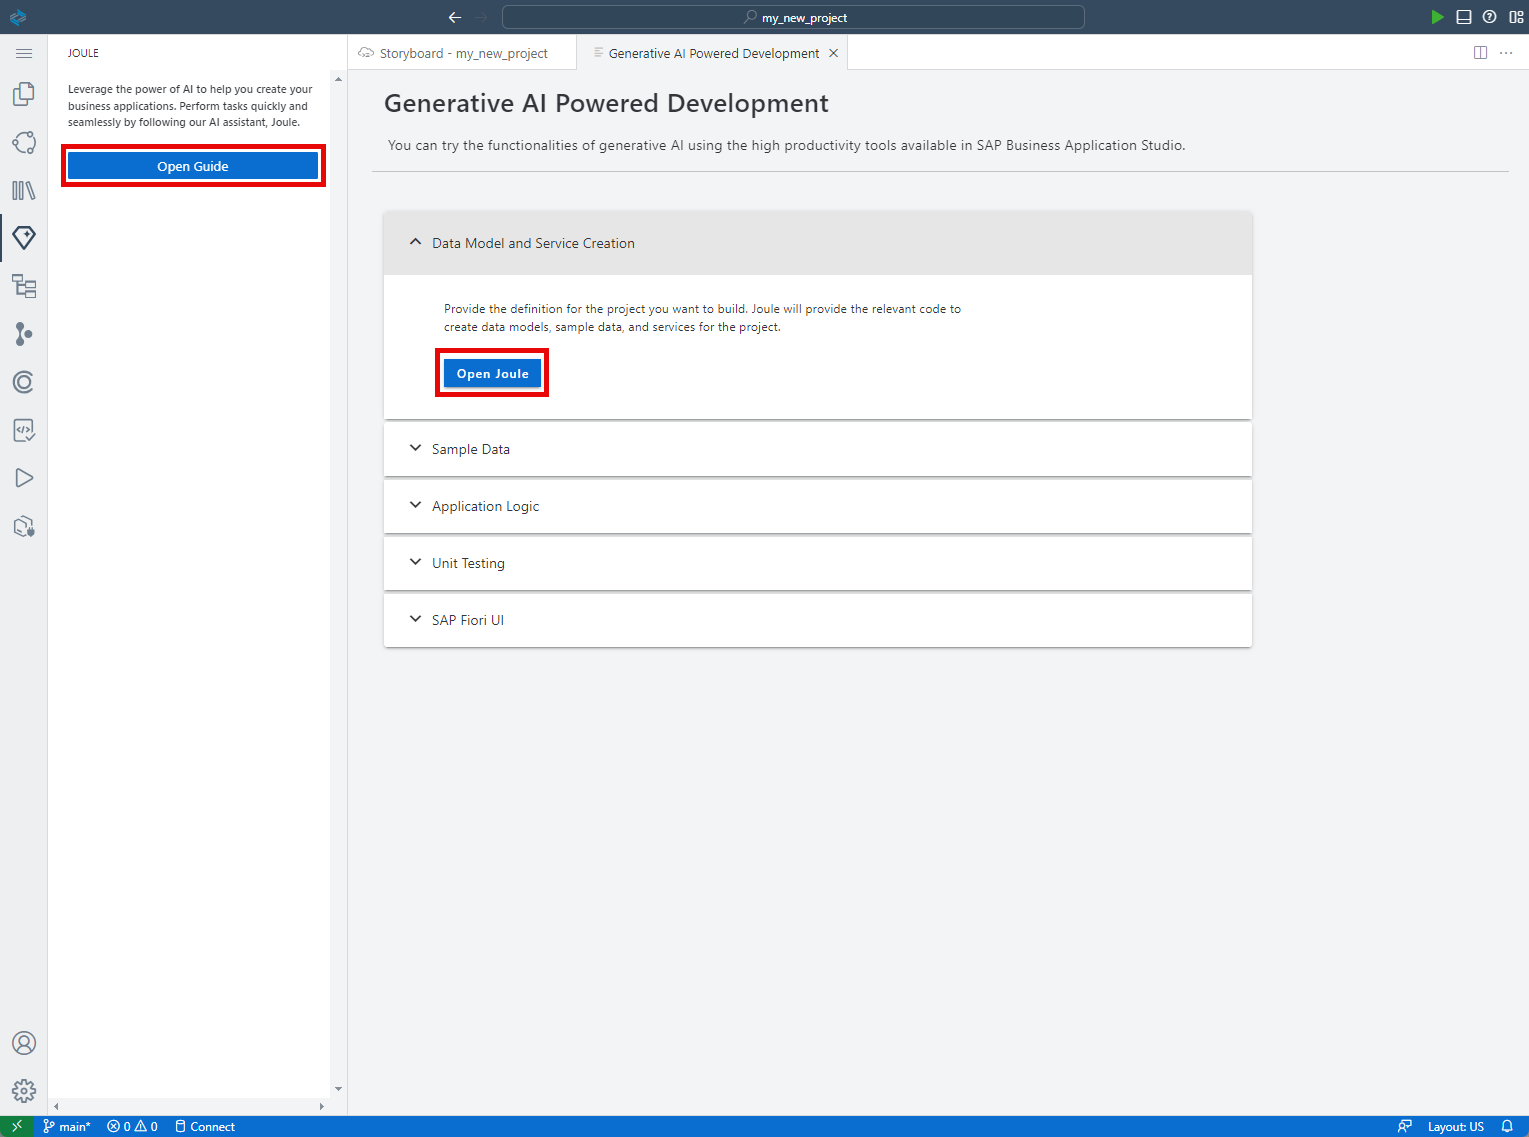 my_new_project
JOULE
Leverage the power of AI to help you create your
business applications. Perform tasks quickly and
seamlessly by following our AI assistant, Joule.
Open Guide
Storyboard - my_new_project
Generative AI Powered Development
Generative AI Powered Development
You can try the functionalities of generative AI using the high productivity tools available in SAP Business Application Studio.
Data Model and Service Creation
Provide the definition for the project you want to build. Joule will provide the relevant code to
create data models, sample data, and services for the project.
Open Joule
Sample Data
Application Logic
Unit Testing
SAP Fiori UI
main* 0 0 Connect
Layout: US